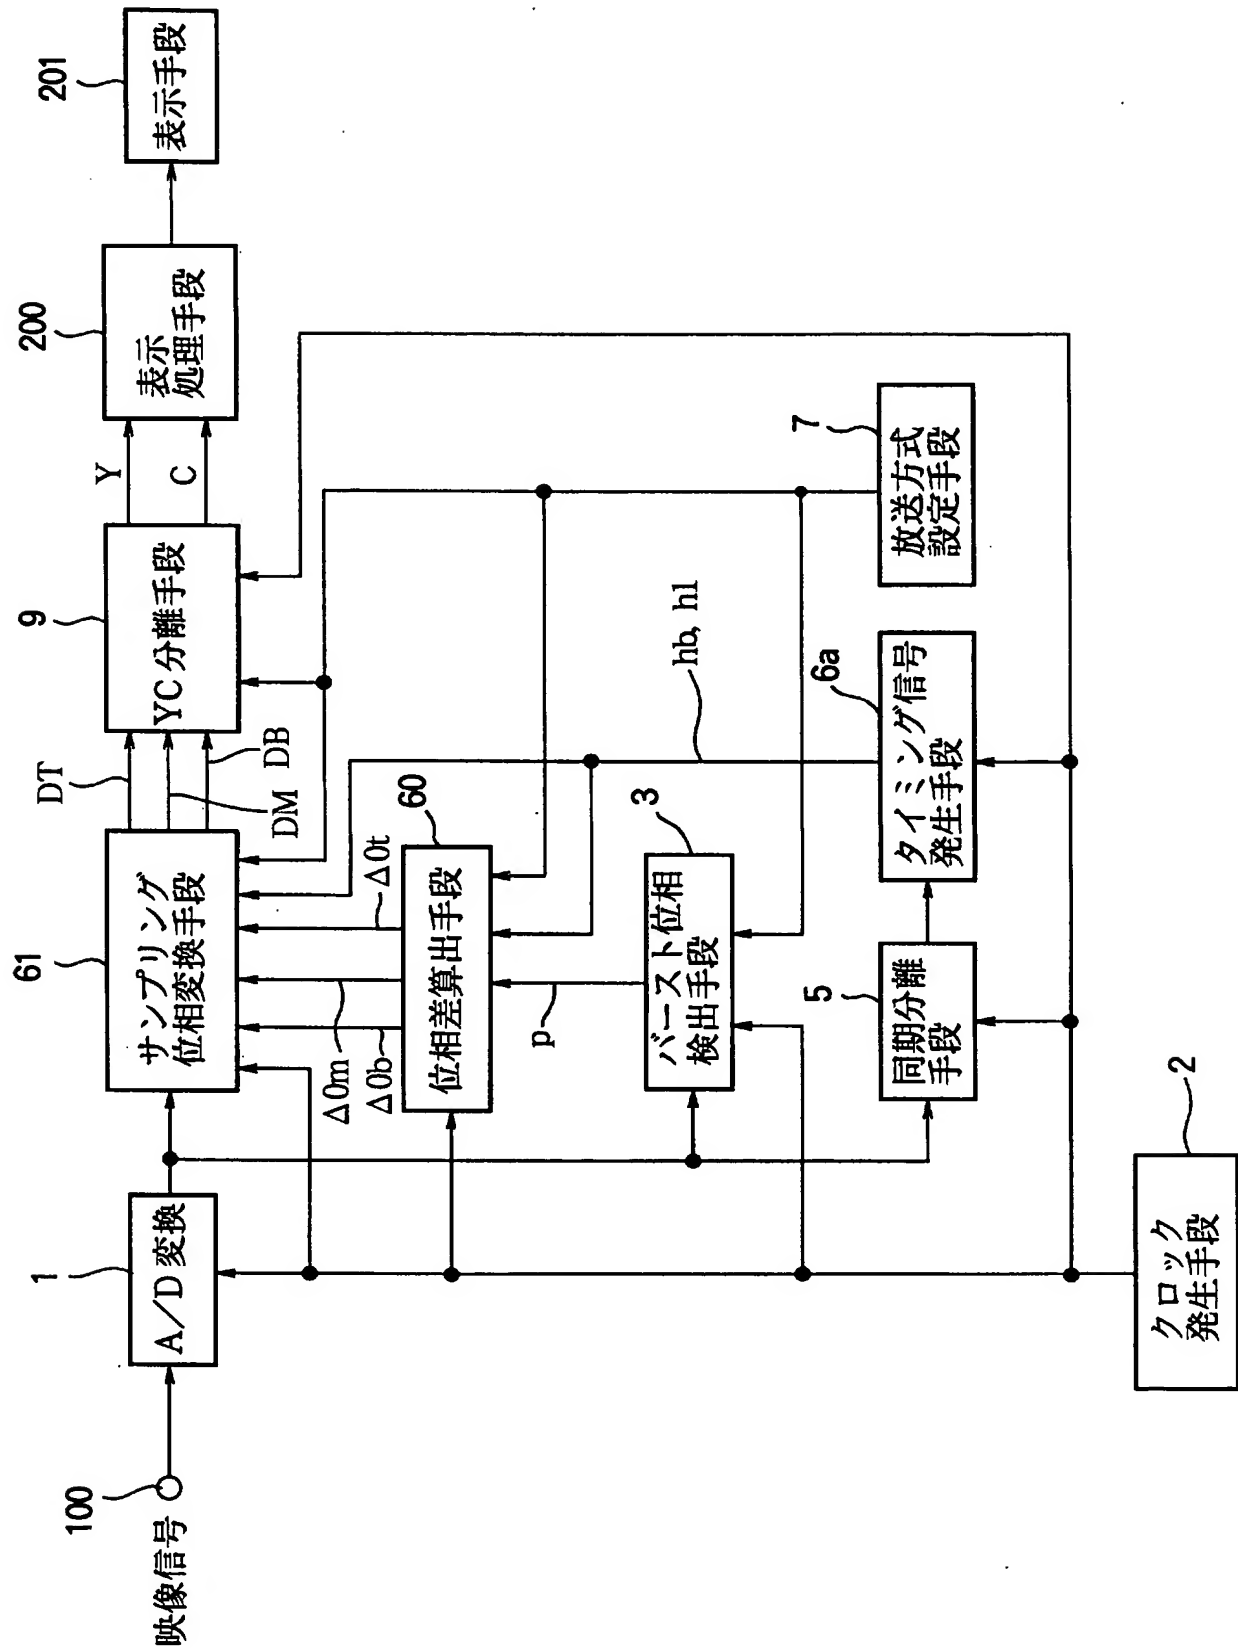 映像信号
100
1
A/D変換
61
サンプリング
位相変換手段
DT
DM
DB
9
YC分離手段
Y
C
200
表示
処理手段
201
表示手段
Δ0m
Δ0b
Δ0t
60
位相差算出手段
p
3
バースト位相
検出手段
hb, hl
5
同期分離
手段
6a
タイミング信号
発生手段
7
放送方式
設定手段
2
クロック
発生手段